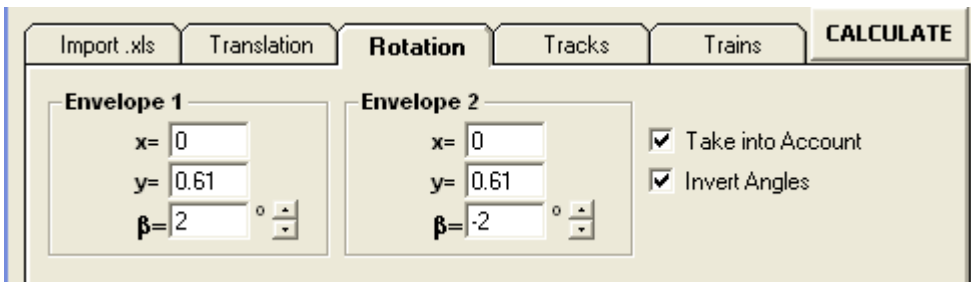 Import .xls Translation Rotation Tracks Trains CALCULATE
Envelope 1 Envelope 2
x= 0 x= 0 Take into Account
y= 0.61 y= 0.61 Invert Angles
β= 2 ° β= -2 °